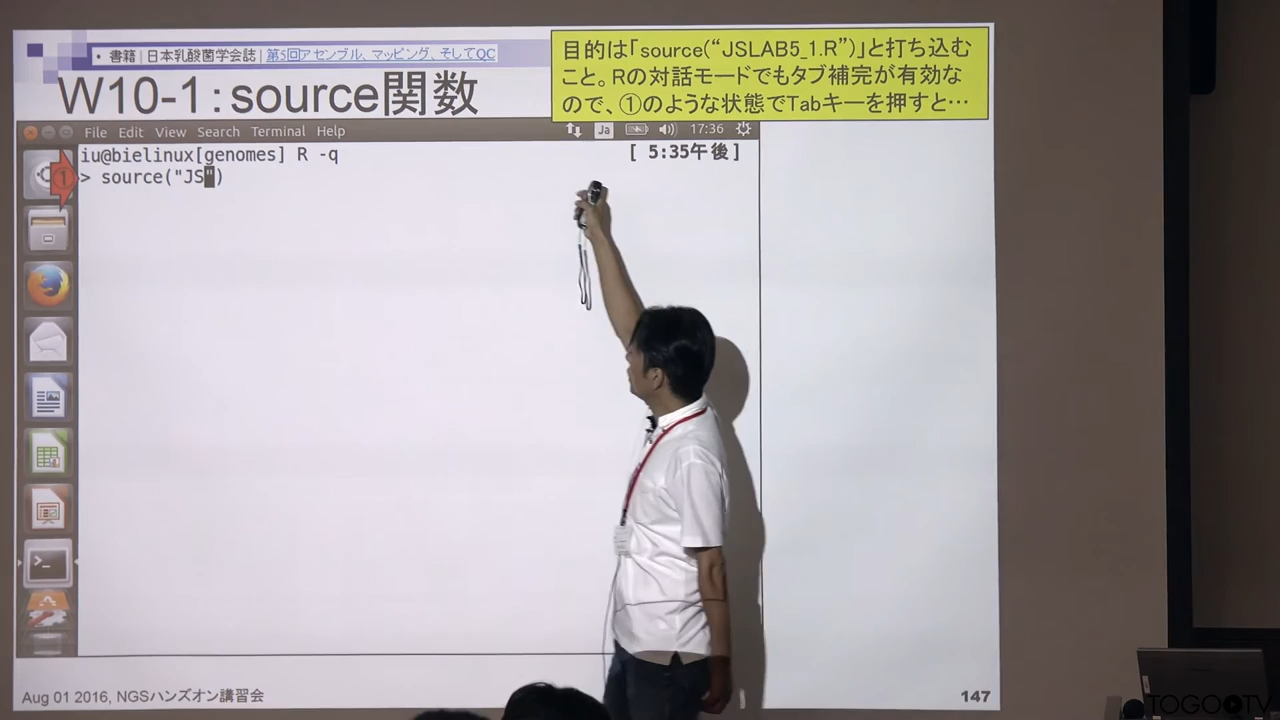 • 書籍 | 日本乳酸菌学会誌 | 第5回アセンブル、マッピング、そしてQC
W10-1:source関数
目的は「source(“JSLAB5_1.R”)」と打ち込む
こと。Rの対話モードでもタブ補完が有効な
ので、①のような状態でTabキーを押すと…
File Edit View Search Terminal Help
Ja
17:36
iu@bielinux[genomes] R -q
[ 5:35午後]
①
> source("JS")
Aug 01 2016, NGSハンズオン講習会
147
TOGOTV